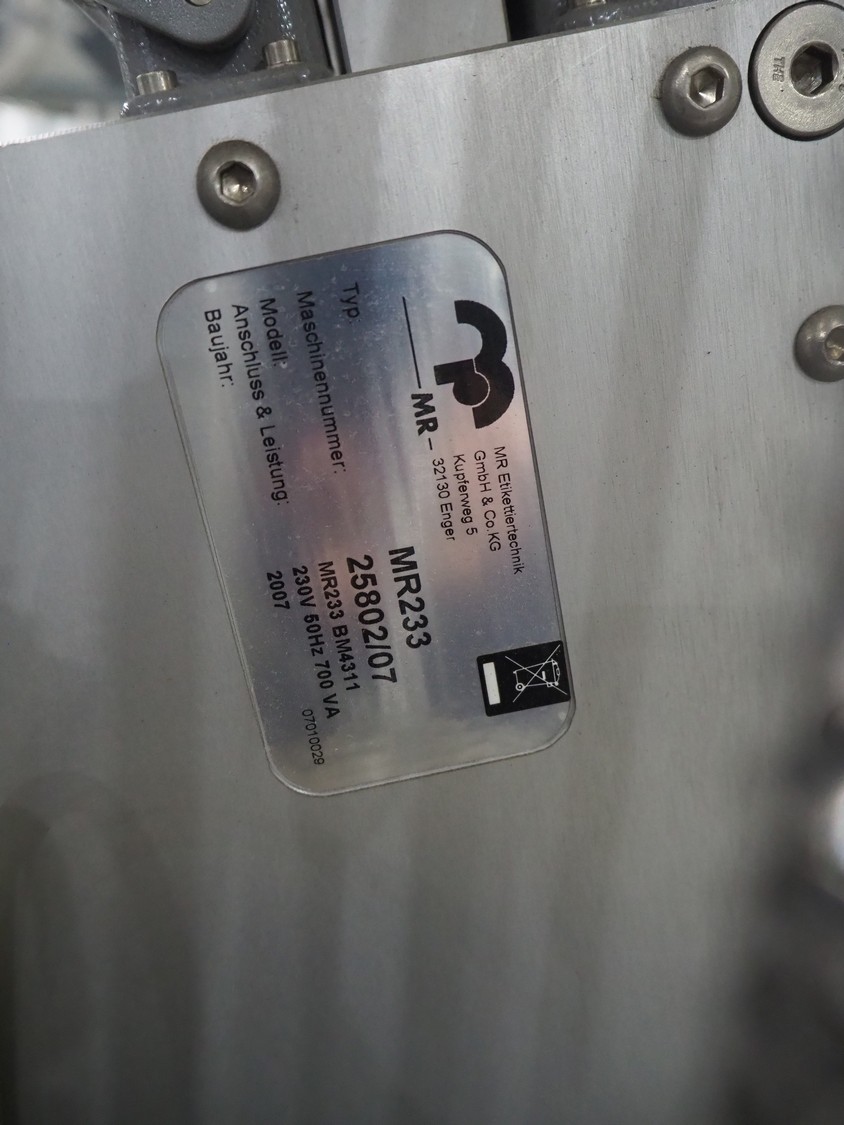 MR Etikettiertechnik
GmbH & Co.KG
Kupferweg 5
MR – 32130 Enger
Typ: MR233
Maschinennummer: 25802/07
Modell: MR233 BM4311
Anschluss & Leistung: 230V 50Hz 700 VA
Baujahr: 2007
07010029